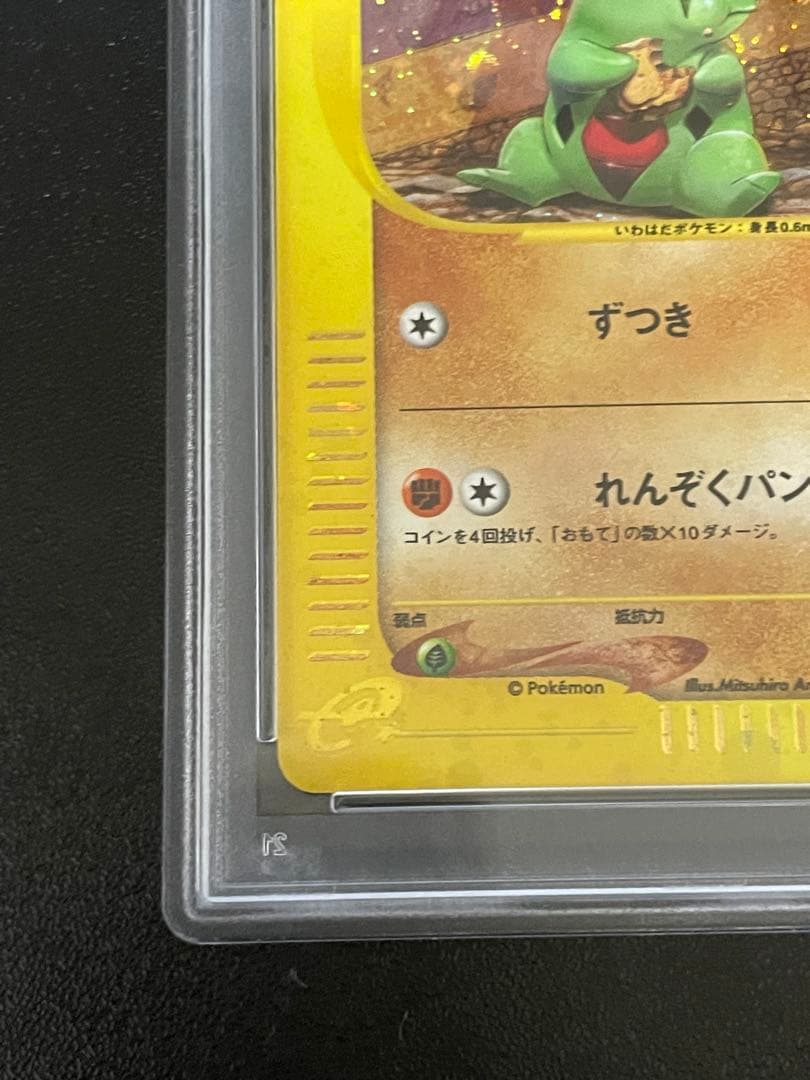 いわはだポケモン：身長0.6m
ずつき
れんぞくパン
コインを4回投げ、「おもて」の数×10ダメージ。
弱点 抵抗力
© Pokémon Illus. Mitsuhiro
21